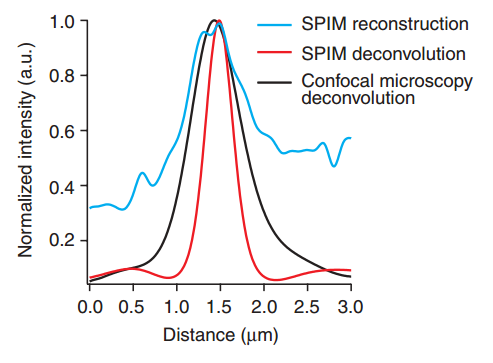 SPIM reconstruction
SPIM deconvolution
Confocal microscopy
deconvolution
Normalized intensity (a.u.)
1.0
0.8
0.6
0.4
0.2
0.0 0.5 1.0 1.5 2.0 2.5 3.0
Distance (μm)